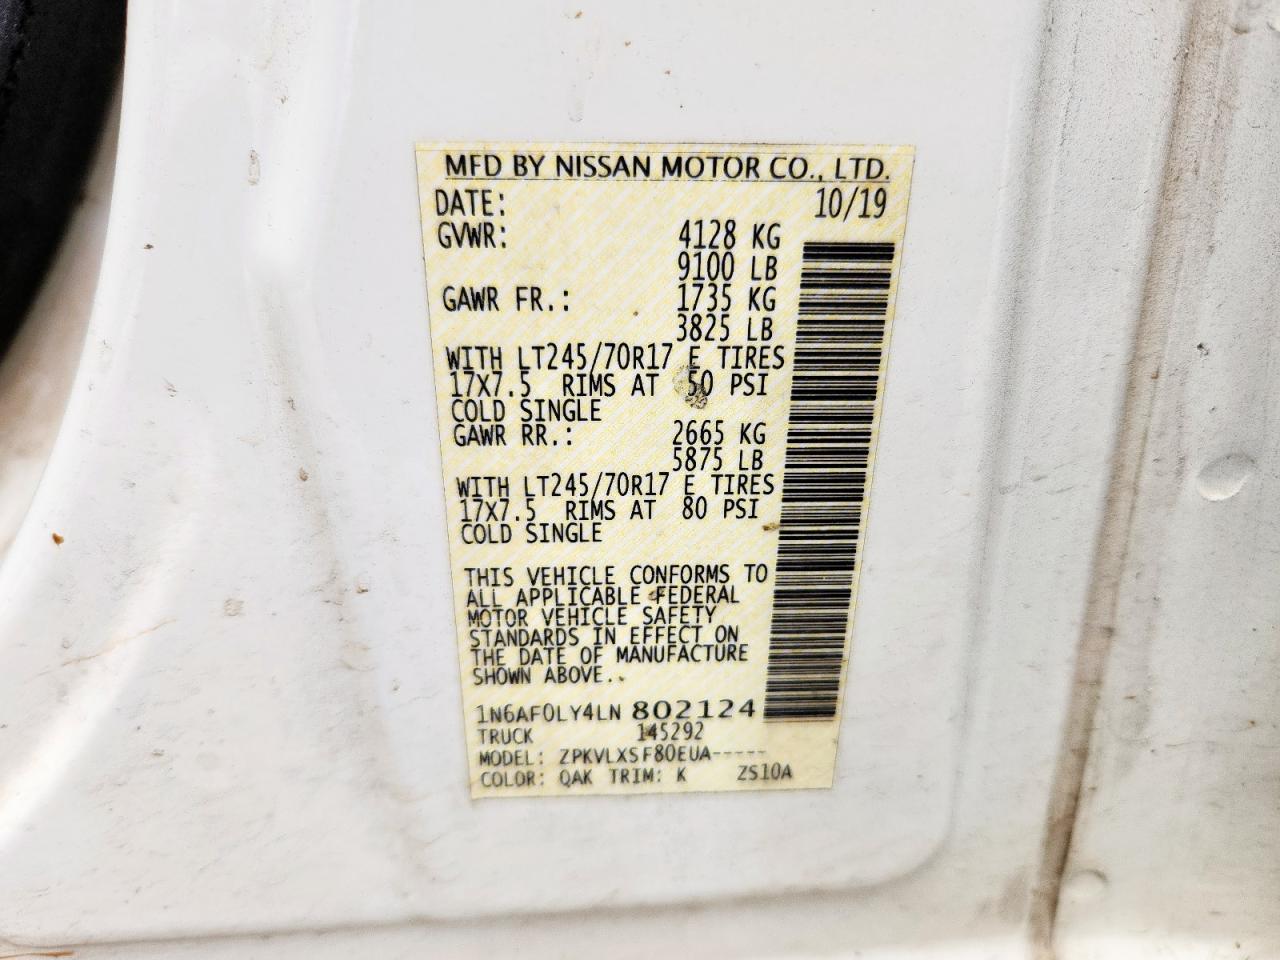 MFD BY NISSAN MOTOR CO., LTD.
DATE: 10/19
GVWR: 4128 KG
9100 LB
GAWR FR.: 1735 KG
3825 LB
WITH LT245/70R17 E TIRES
17X7.5 RIMS AT 50 PSI
COLD SINGLE
GAWR RR.: 2665 KG
5875 LB
WITH LT245/70R17 E TIRES
17X7.5 RIMS AT 80 PSI
COLD SINGLE
THIS VEHICLE CONFORMS TO
ALL APPLICABLE FEDERAL
MOTOR VEHICLE SAFETY
STANDARDS IN EFFECT ON
THE DATE OF MANUFACTURE
SHOWN ABOVE..
1N6AF0LY4LN 802124
TRUCK 145292
MODEL: ZPKVLXSF80EUA-----
COLOR: QAK TRIM: K ZS10A